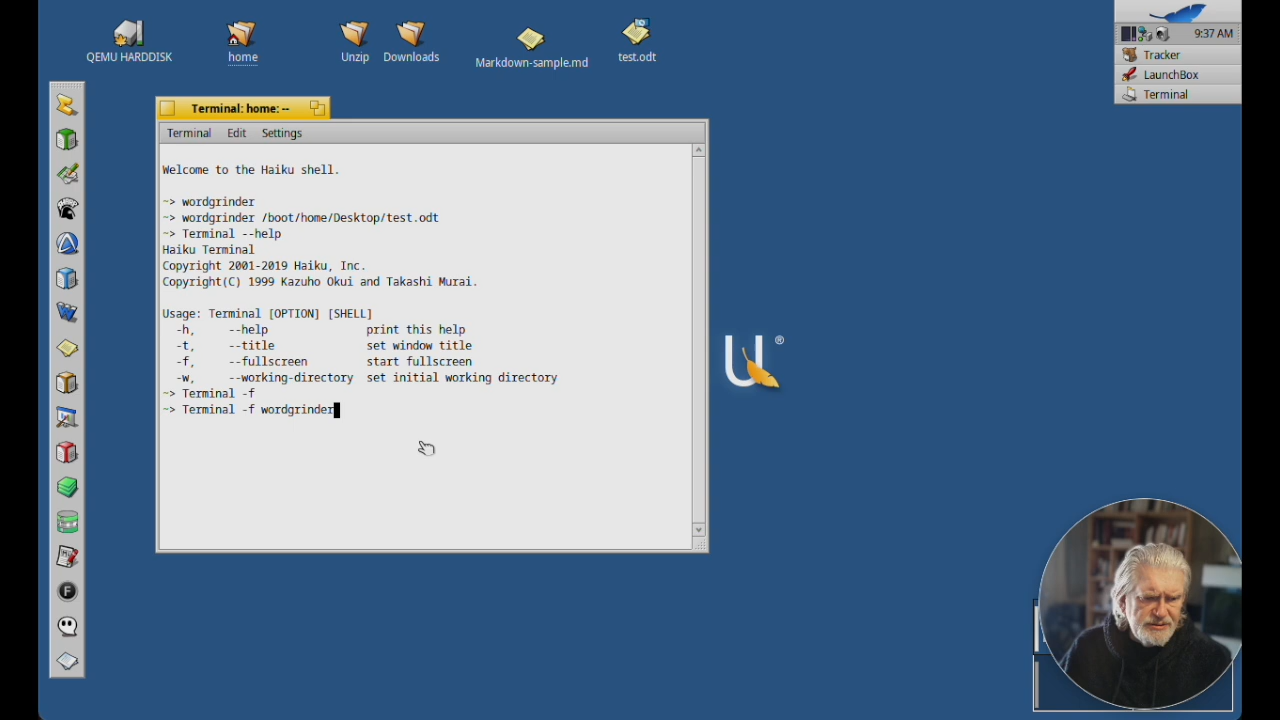 QEMU HARDDISK
home
Unzip
Downloads
Markdown-sample.md
test.odt
9:37 AM
Tracker
LaunchBox
Terminal
Terminal: home: --
Terminal Edit Settings
Welcome to the Haiku shell.
~> wordgrinder
~> wordgrinder /boot/home/Desktop/test.odt
~> Terminal --help
Haiku Terminal
Copyright 2001-2019 Haiku, Inc.
Copyright(C) 1999 Kazuho Okui and Takashi Murai.
Usage: Terminal [OPTION] [SHELL]
-h, --help print this help
-t, --title set window title
-f, --fullscreen start fullscreen
-w, --working-directory set initial working directory
~> Terminal -f
~> Terminal -f wordgrinder
U®